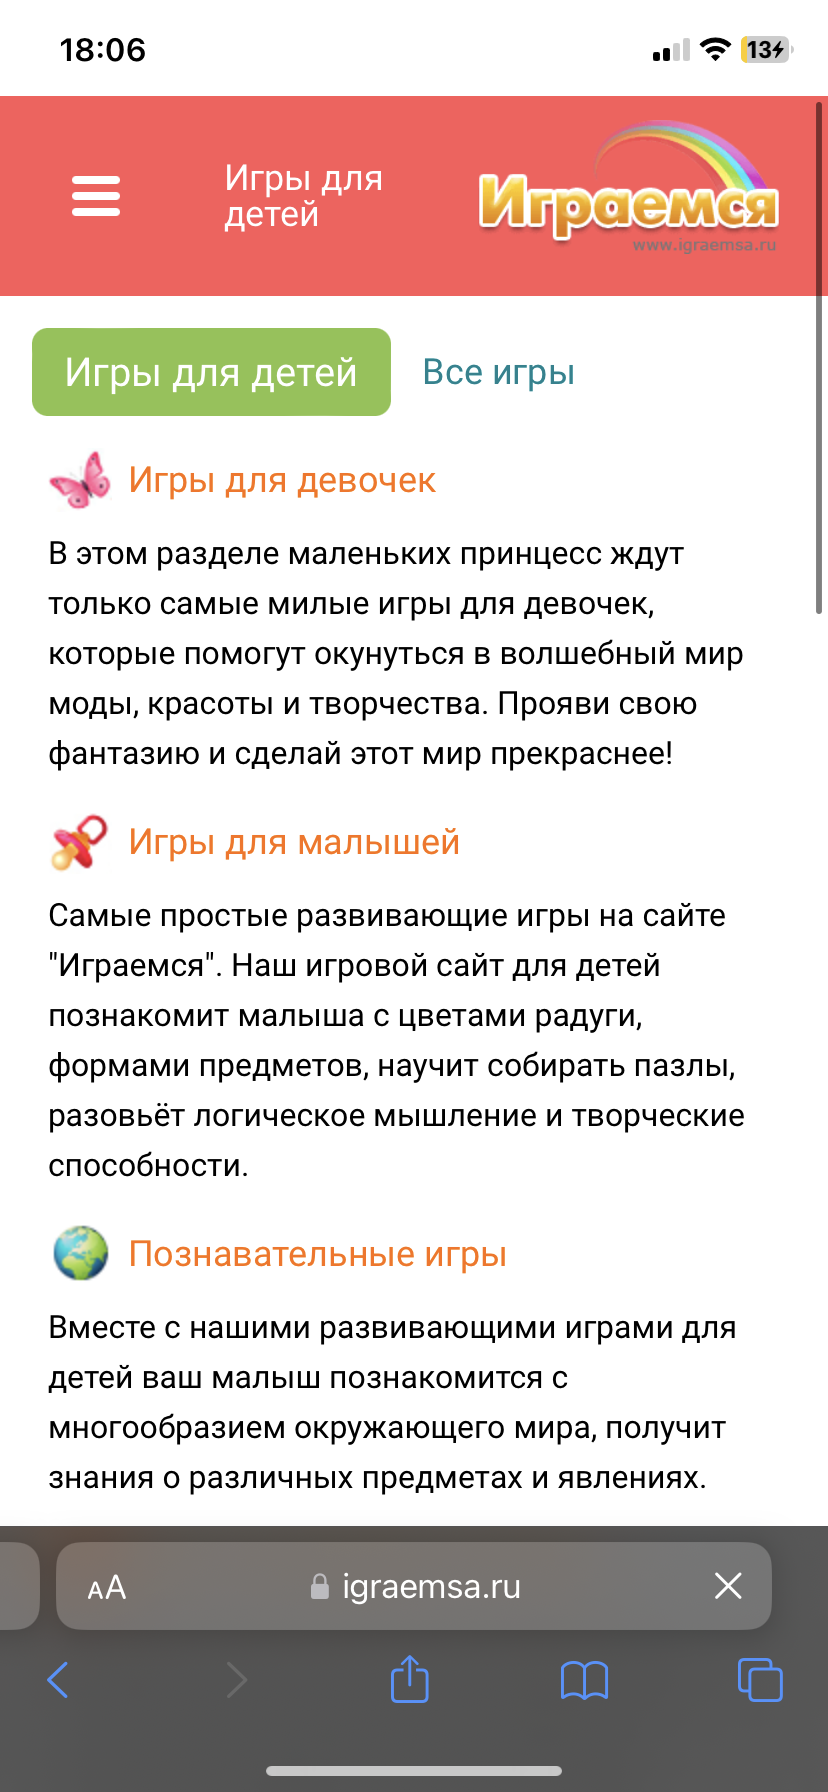 18:06
13
Игры для
детей
Играемся
www.igraemsa.ru
Игры для детей
Все игры
Игры для девочек
В этом разделе маленьких принцесс ждут
только самые милые игры для девочек,
которые помогут окунуться в волшебный мир
моды, красоты и творчества. Прояви свою
фантазию и сделай этот мир прекраснее!
Игры для малышей
Самые простые развивающие игры на сайте
"Играемся". Наш игровой сайт для детей
познакомит малыша с цветами радуги,
формами предметов, научит собирать пазлы,
разовьёт логическое мышление и творческие
способности.
Познавательные игры
Вместе с нашими развивающими играми для
детей ваш малыш познакомится с
многообразием окружающего мира, получит
знания о различных предметах и явлениях.
AA igraemsa.ru